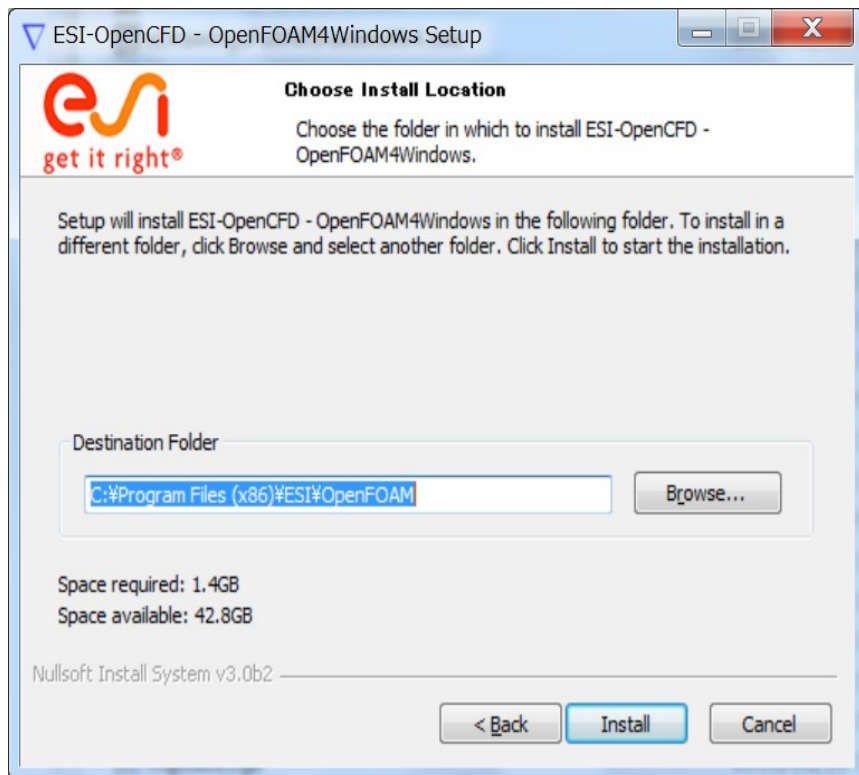 ESI-OpenCFD - OpenFOAM4Windows Setup
esi
get it right®
Choose Install Location
Choose the folder in which to install ESI-OpenCFD -
OpenFOAM4Windows.
Setup will install ESI-OpenCFD - OpenFOAM4Windows in the following folder. To install in a
different folder, click Browse and select another folder. Click Install to start the installation.
Destination Folder
C:¥Program Files (x86)¥ESI¥OpenFOAM
Browse...
Space required: 1.4GB
Space available: 42.8GB
Nullsoft Install System v3.0b2
< Back
Install
Cancel